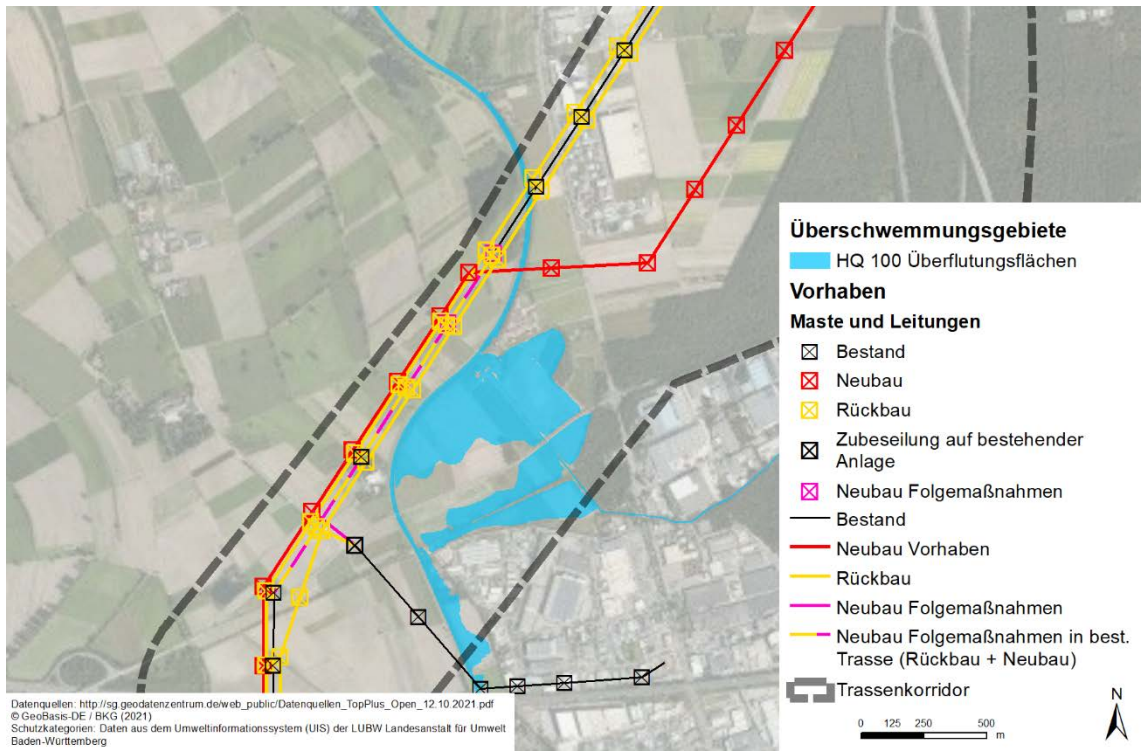 Überschwemmungsgebiete
HQ 100 Überflutungsflächen
Vorhaben
Maste und Leitungen
Bestand
Neubau
Rückbau
Zubeseilung auf bestehender
Anlage
Neubau Folgemaßnahmen
Bestand
Neubau Vorhaben
Rückbau
Neubau Folgemaßnahmen
Neubau Folgemaßnahmen in best.
Trasse (Rückbau + Neubau)
Trassenkorridor
N
0 125 250 500
m
Datenquellen: http://sg.geodatenzentrum.de/web_public/Datenquellen_TopPlus_Open_12.10.2021.pdf
© GeoBasis-DE / BKG (2021)
Schutzkategorien: Daten aus dem Umweltinformationssystem (UIS) der LUBW Landesanstalt für Umwelt
Baden-Württemberg